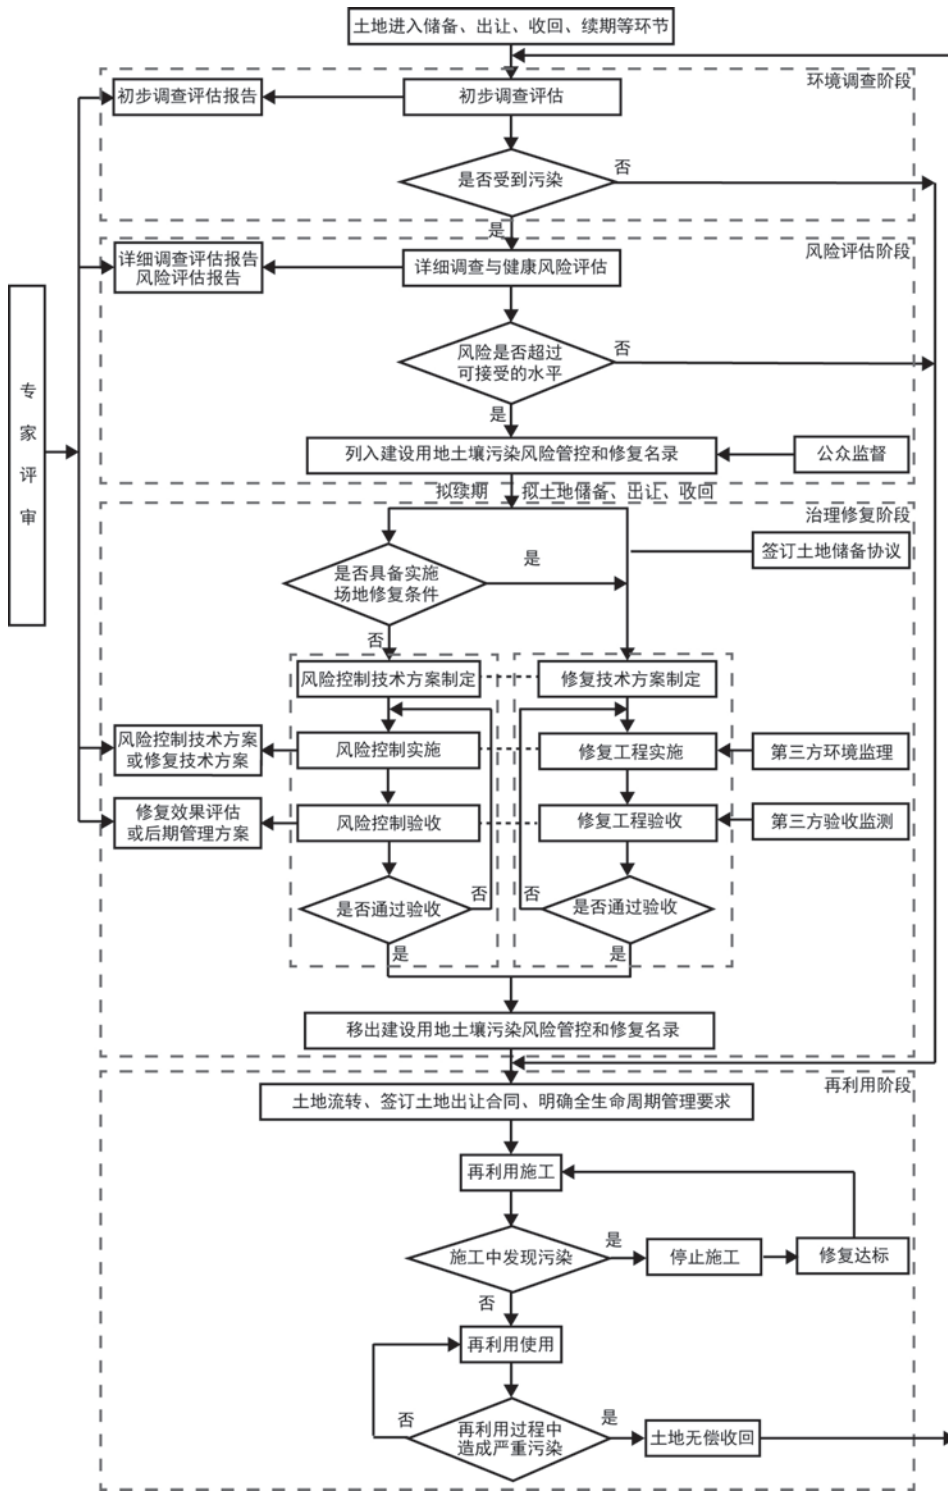 土地进入储备、出让、收回、续期等环节
环境调查阶段
初步调查评估报告
初步调查评估
是否受到污染
否
是
风险评估阶段
详细调查评估报告
风险评估报告
详细调查与健康风险评估
风险是否超过
可接受的水平
否
是
专家评审
列入建设用地土壤污染风险管控和修复名录
公众监督
拟续期
拟土地储备、出让、收回
治理修复阶段
签订土地储备协议
是否具备实施
场地修复条件
是
否
风险控制技术方案制定
修复技术方案制定
风险控制技术方案
或修复技术方案
风险控制实施
修复工程实施
第三方环境监理
修复效果评估
或后期管理方案
风险控制验收
修复工程验收
第三方验收监测
是否通过验收
否
否
是否通过验收
是
是
移出建设用地土壤污染风险管控和修复名录
再利用阶段
土地流转、签订土地出让合同、明确全生命周期管理要求
再利用施工
施工中发现污染
是
停止施工
修复达标
否
再利用使用
否
再利用过程中
造成严重污染
是
土地无偿收回